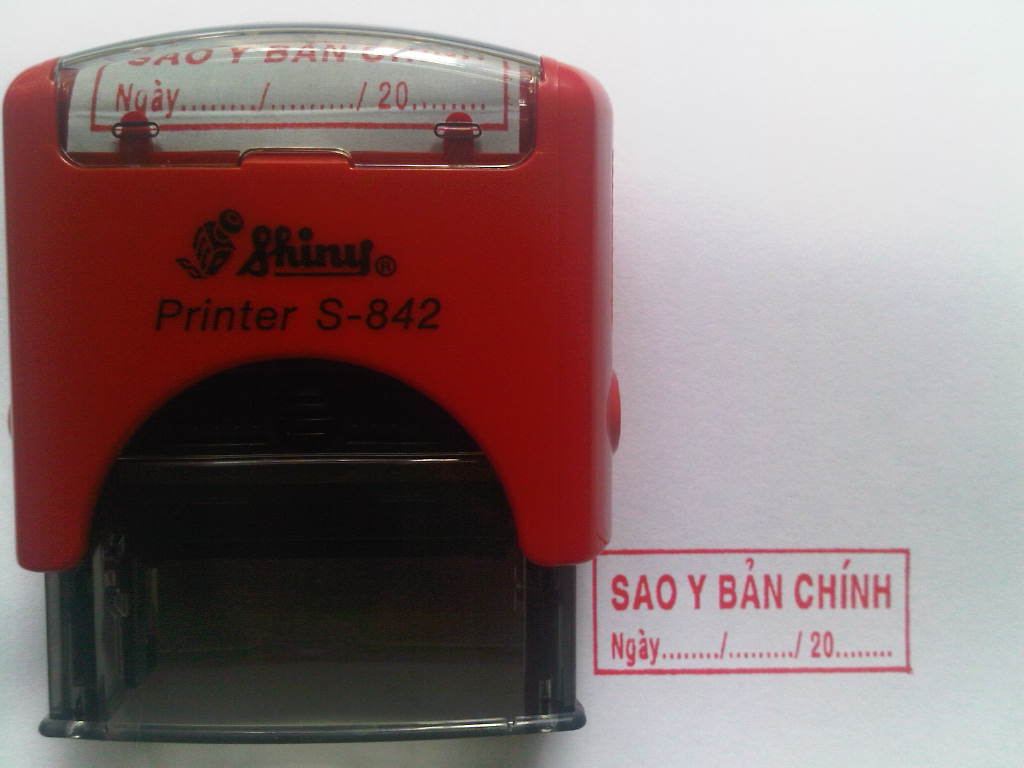 SAO Y BẢN CHÍNH
Ngày......../........./ 20........
Shiny®
Printer S-842
SAO Y BẢN CHÍNH
Ngày......../........./ 20........